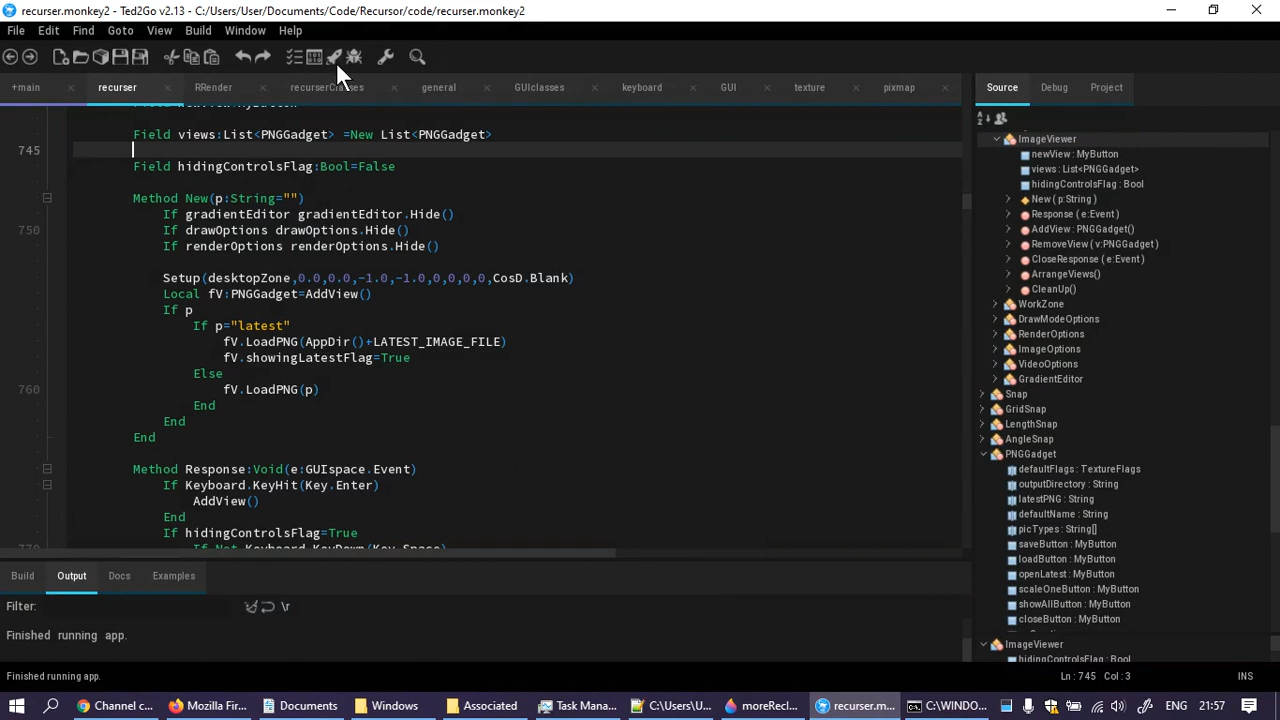 recurser.monkey2 - Ted2Go v2.13 - C:/Users/User/Documents/Code/Recursor/code/recurser.monkey2
File Edit Find Goto View Build Window Help
+main recurser RRender recurserClasses general GUIclasses keyboard GUI texture pixmap
Source Debug Project
Field views:List<PNGGadget> =New List<PNGGadget>
745
Field hidingControlsFlag:Bool=False
Method New(p:String="")
If gradientEditor gradientEditor.Hide()
750 If drawOptions drawOptions.Hide()
If renderOptions renderOptions.Hide()
Setup(desktopZone,0.0,0.0,-1.0,-1.0,0,0,0,0,CosD.Blank)
Local fV:PNGGadget=AddView()
If p
If p="latest"
fV.LoadPNG(AppDir()+LATEST_IMAGE_FILE)
fV.showingLatestFlag=True
Else
760 fV.LoadPNG(p)
End
End
End
Method Response:Void(e:GUIspace.Event)
If Keyboard.KeyHit(Key.Enter)
AddView()
End
If hidingControlsFlag=True
If Not Keyboard.KeyDown(Key.Space)
ImageViewer
newView : MyButton
views : List<PNGGadget>
hidingControlsFlag : Bool
New ( p:String )
Response ( e:Event )
AddView : PNGGadget()
RemoveView ( v:PNGGadget )
CloseResponse ( e:Event )
ArrangeViews()
CleanUp()
WorkZone
DrawModeOptions
RenderOptions
ImageOptions
VideoOptions
GradientEditor
Snap
GridSnap
LengthSnap
AngleSnap
PNGGadget
defaultFlags : TextureFlags
outputDirectory : String
latestPNG : String
defaultName : String
picTypes : String[]
saveButton : MyButton
loadButton : MyButton
openLatest : MyButton
scaleOneButton : MyButton
showAllButton : MyButton
closeButton : MyButton
ImageViewer
hidingControlsFlag : Bool
Build Output Docs Examples
Filter: \r
Finished running app.
Finished running app. Ln : 745 Col : 3 INS
Channel c... Mozilla Fir... Documents Windows Associated Task Mana... C:\Users\U... moreRecl... recurser.m... C:\WINDO... 21:57